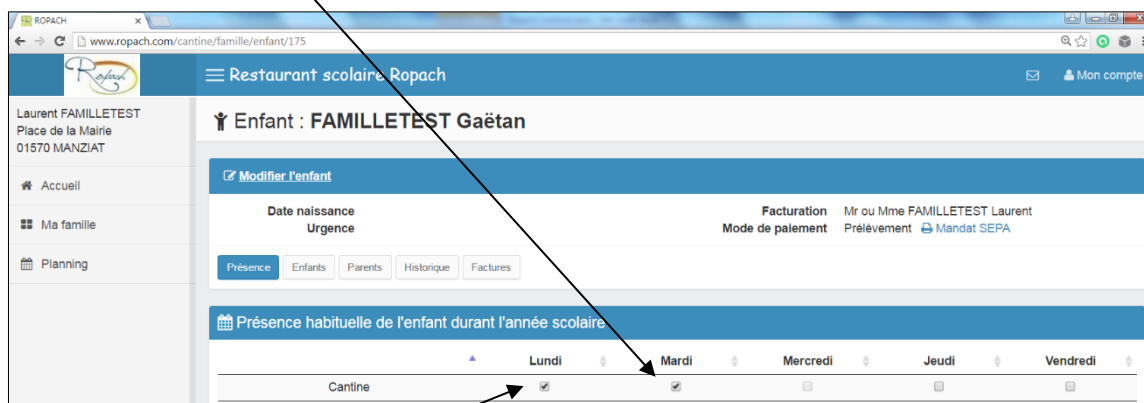 ROPACH
www.ropach.com/cantine/famille/enfant/175
Ropach
Restaurant scolaire Ropach
Mon compte
Laurent FAMILLETEST
Place de la Mairie
01570 MANZIAT
Enfant : FAMILLETEST Gaëtan
Accueil
Ma famille
Planning
Modifier l'enfant
Date naissance
Urgence
Facturation Mr ou Mme FAMILLETEST Laurent
Mode de paiement Prélèvement Mandat SEPA
Présence Enfants Parents Historique Factures
Présence habituelle de l'enfant durant l'année scolaire
Lundi Mardi Mercredi Jeudi Vendredi
Cantine